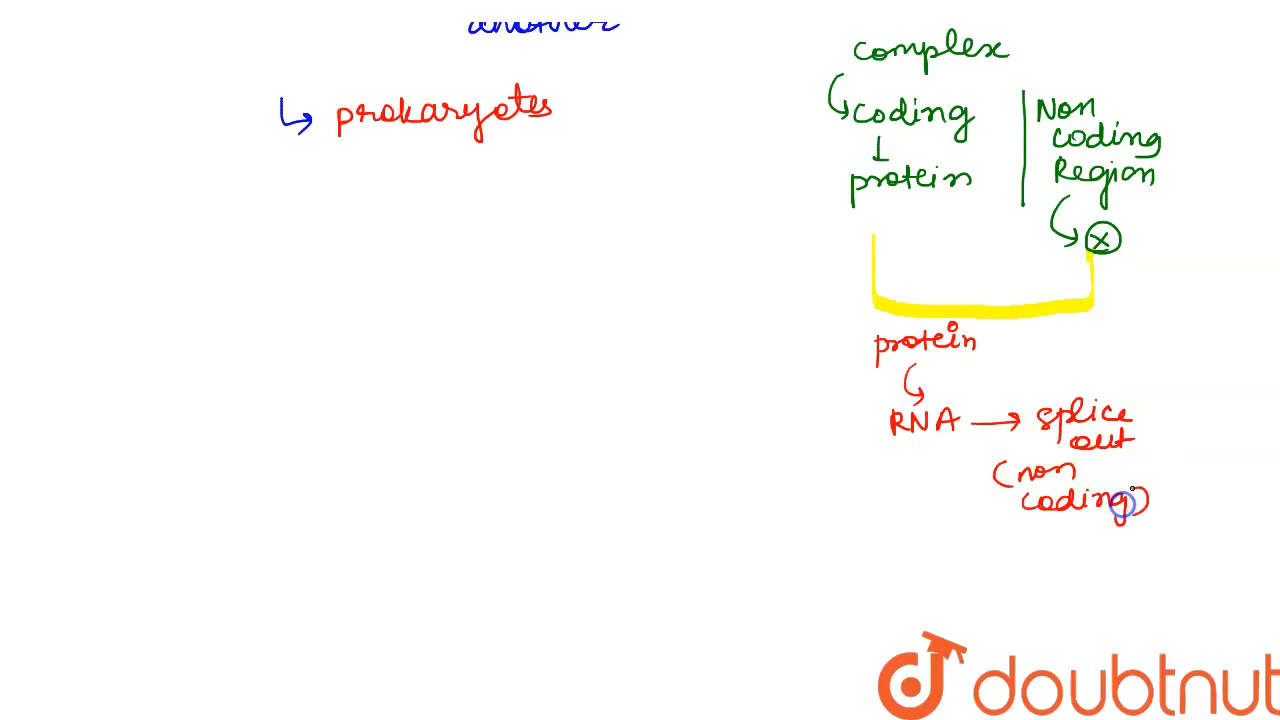 prokaryotes
complex
coding
protein
Non
coding
Region
x
protein
RNA → splice
out
(non
coding)
doubtnut